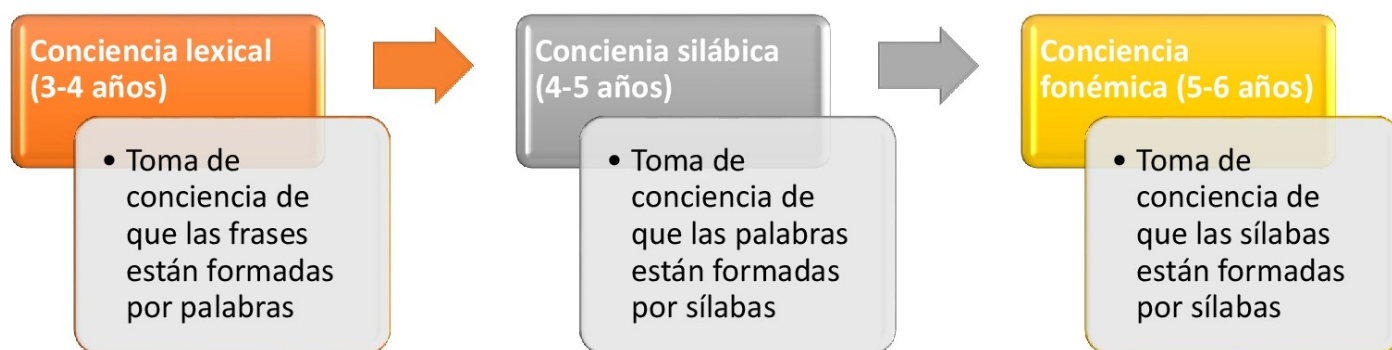 Conciencia lexical
(3-4 años)
• Toma de
conciencia de
que las frases
están formadas
por palabras
Concienia silábica
(4-5 años)
• Toma de
conciencia de
que las palabras
están formadas
por sílabas
Conciencia
fonémica (5-6 años)
• Toma de
conciencia de
que las sílabas
están formadas
por sílabas